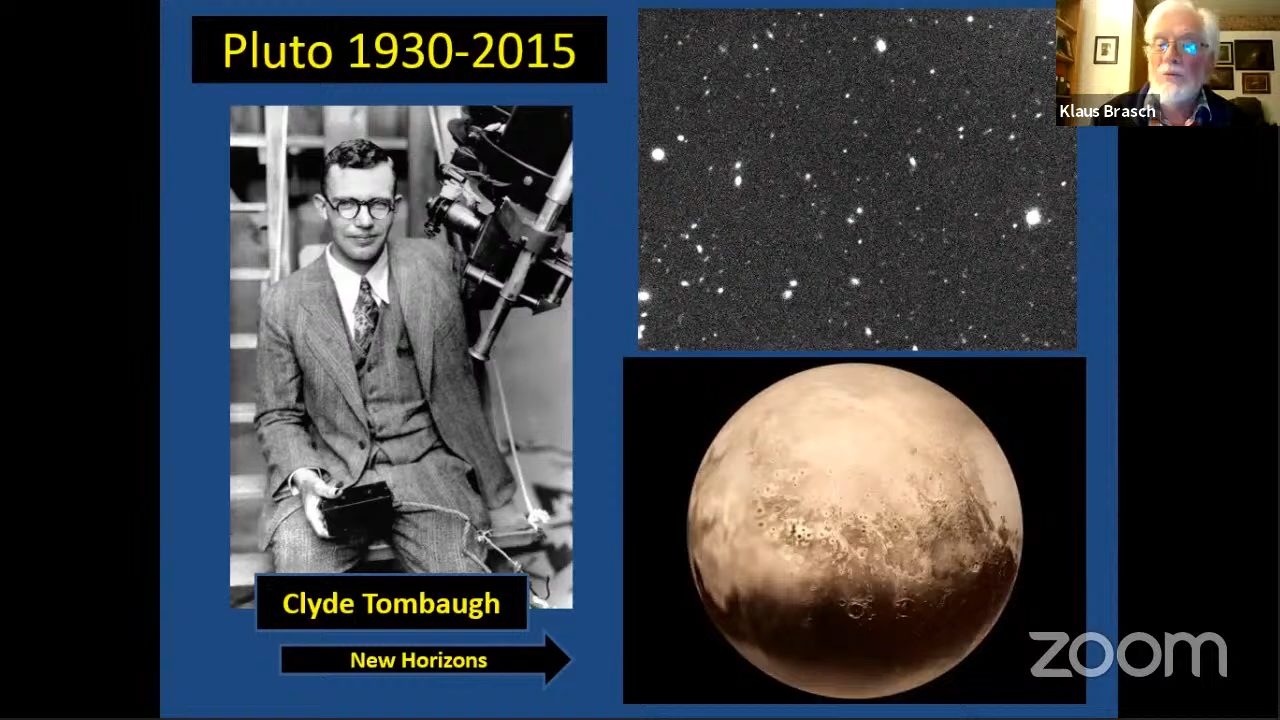 Pluto 1930-2015
Klaus Brasch
Clyde Tombaugh
New Horizons
zoom